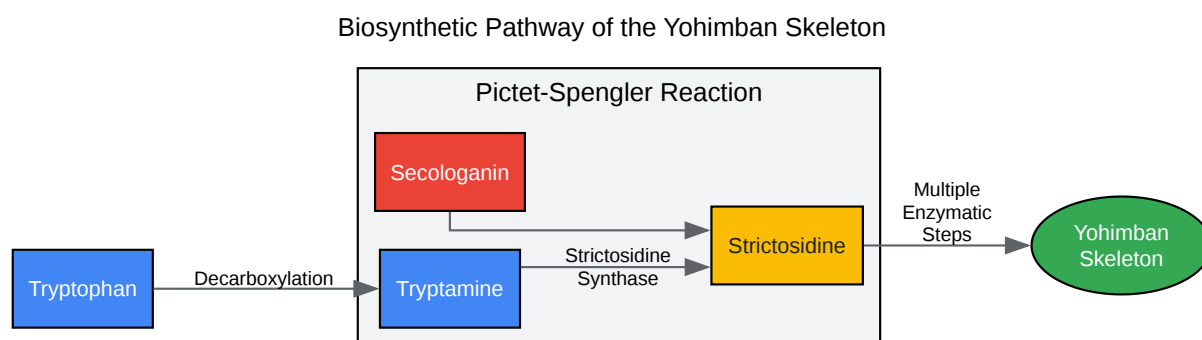 Biosynthetic Pathway of the Yohimban Skeleton
Pictet-Spengler Reaction
Secologanin
Tryptophan
Decarboxylation
Tryptamine
Strictosidine
Synthase
Strictosidine
Multiple
Enzymatic
Steps
Yohimban
Skeleton